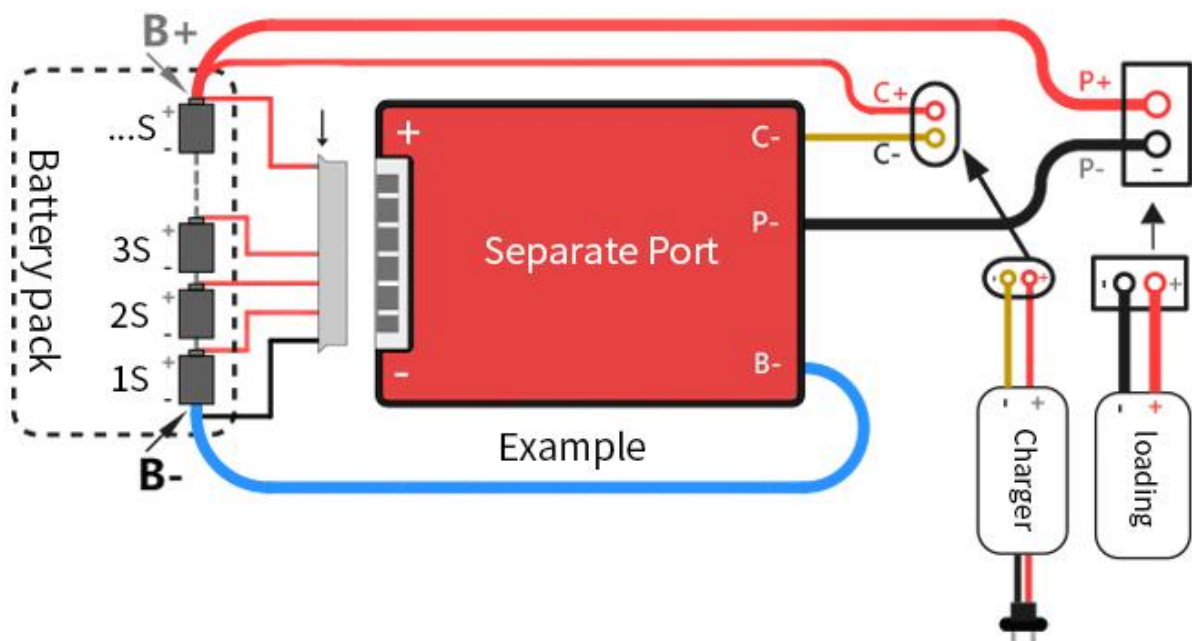 B+
Battery pack
+
...S
-
+
3S
-
+
2S
-
+
1S
-
B-
+
-
Separate Port
C-
P-
B-
Example
C+
C-
P+
P-
-
-
+
-
+
Charger
-
+
-
+
loading